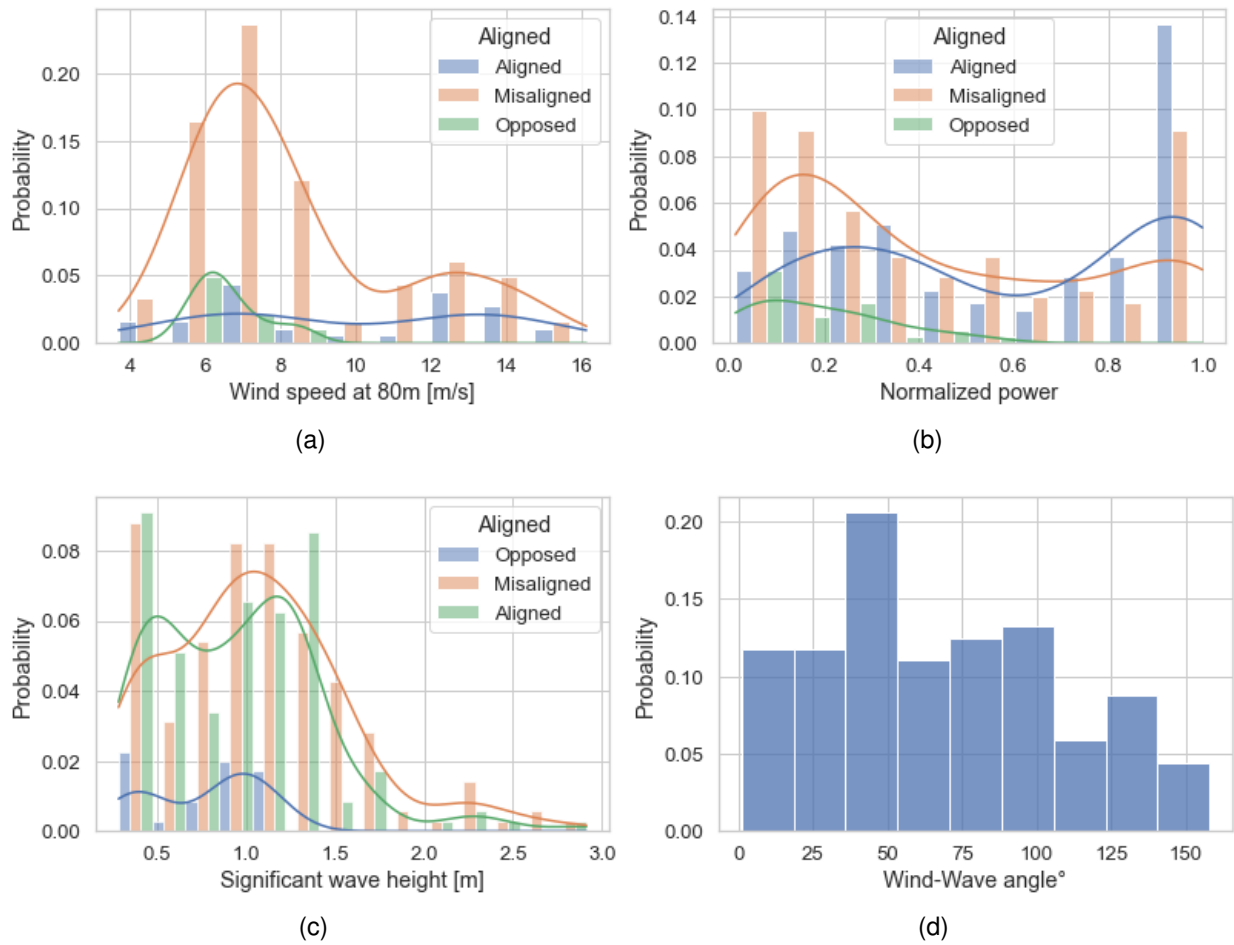 Probability
0.20
0.15
0.10
0.05
0.00
Aligned
Aligned
Misaligned
Opposed
4 6 8 10 12 14 16
Wind speed at 80m [m/s]
(a)
Probability
0.14
0.12
0.10
0.08
0.06
0.04
0.02
0.00
Aligned
Aligned
Misaligned
Opposed
0.0 0.2 0.4 0.6 0.8 1.0
Normalized power
(b)
Probability
0.08
0.06
0.04
0.02
0.00
Aligned
Opposed
Misaligned
Aligned
0.5 1.0 1.5 2.0 2.5 3.0
Significant wave height [m]
(c)
Probability
0.20
0.15
0.10
0.05
0.00
0 25 50 75 100 125 150
Wind-Wave angle°
(d)